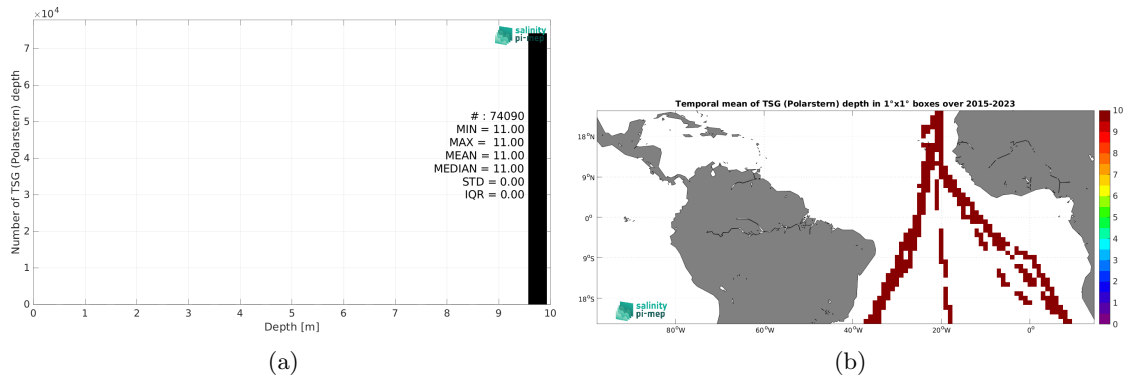 ×10⁴
7
6
5
4
3
2
1
0
Number of TSG (Polarstern) depth
salinity
pi-mep
# : 74090
MIN = 11.00
MAX = 11.00
MEAN = 11.00
MEDIAN = 11.00
STD = 0.00
IQR = 0.00
0 1 2 3 4 5 6 7 8 9 10
Depth [m]
(a)
Temporal mean of TSG (Polarstern) depth in 1°x1° boxes over 2015-2023
18°N
9°N
0°
9°S
18°S
salinity
pi-mep
80°W 60°W 40°W 20°W 0°
10
9
8
7
6
5
4
3
2
1
0
(b)